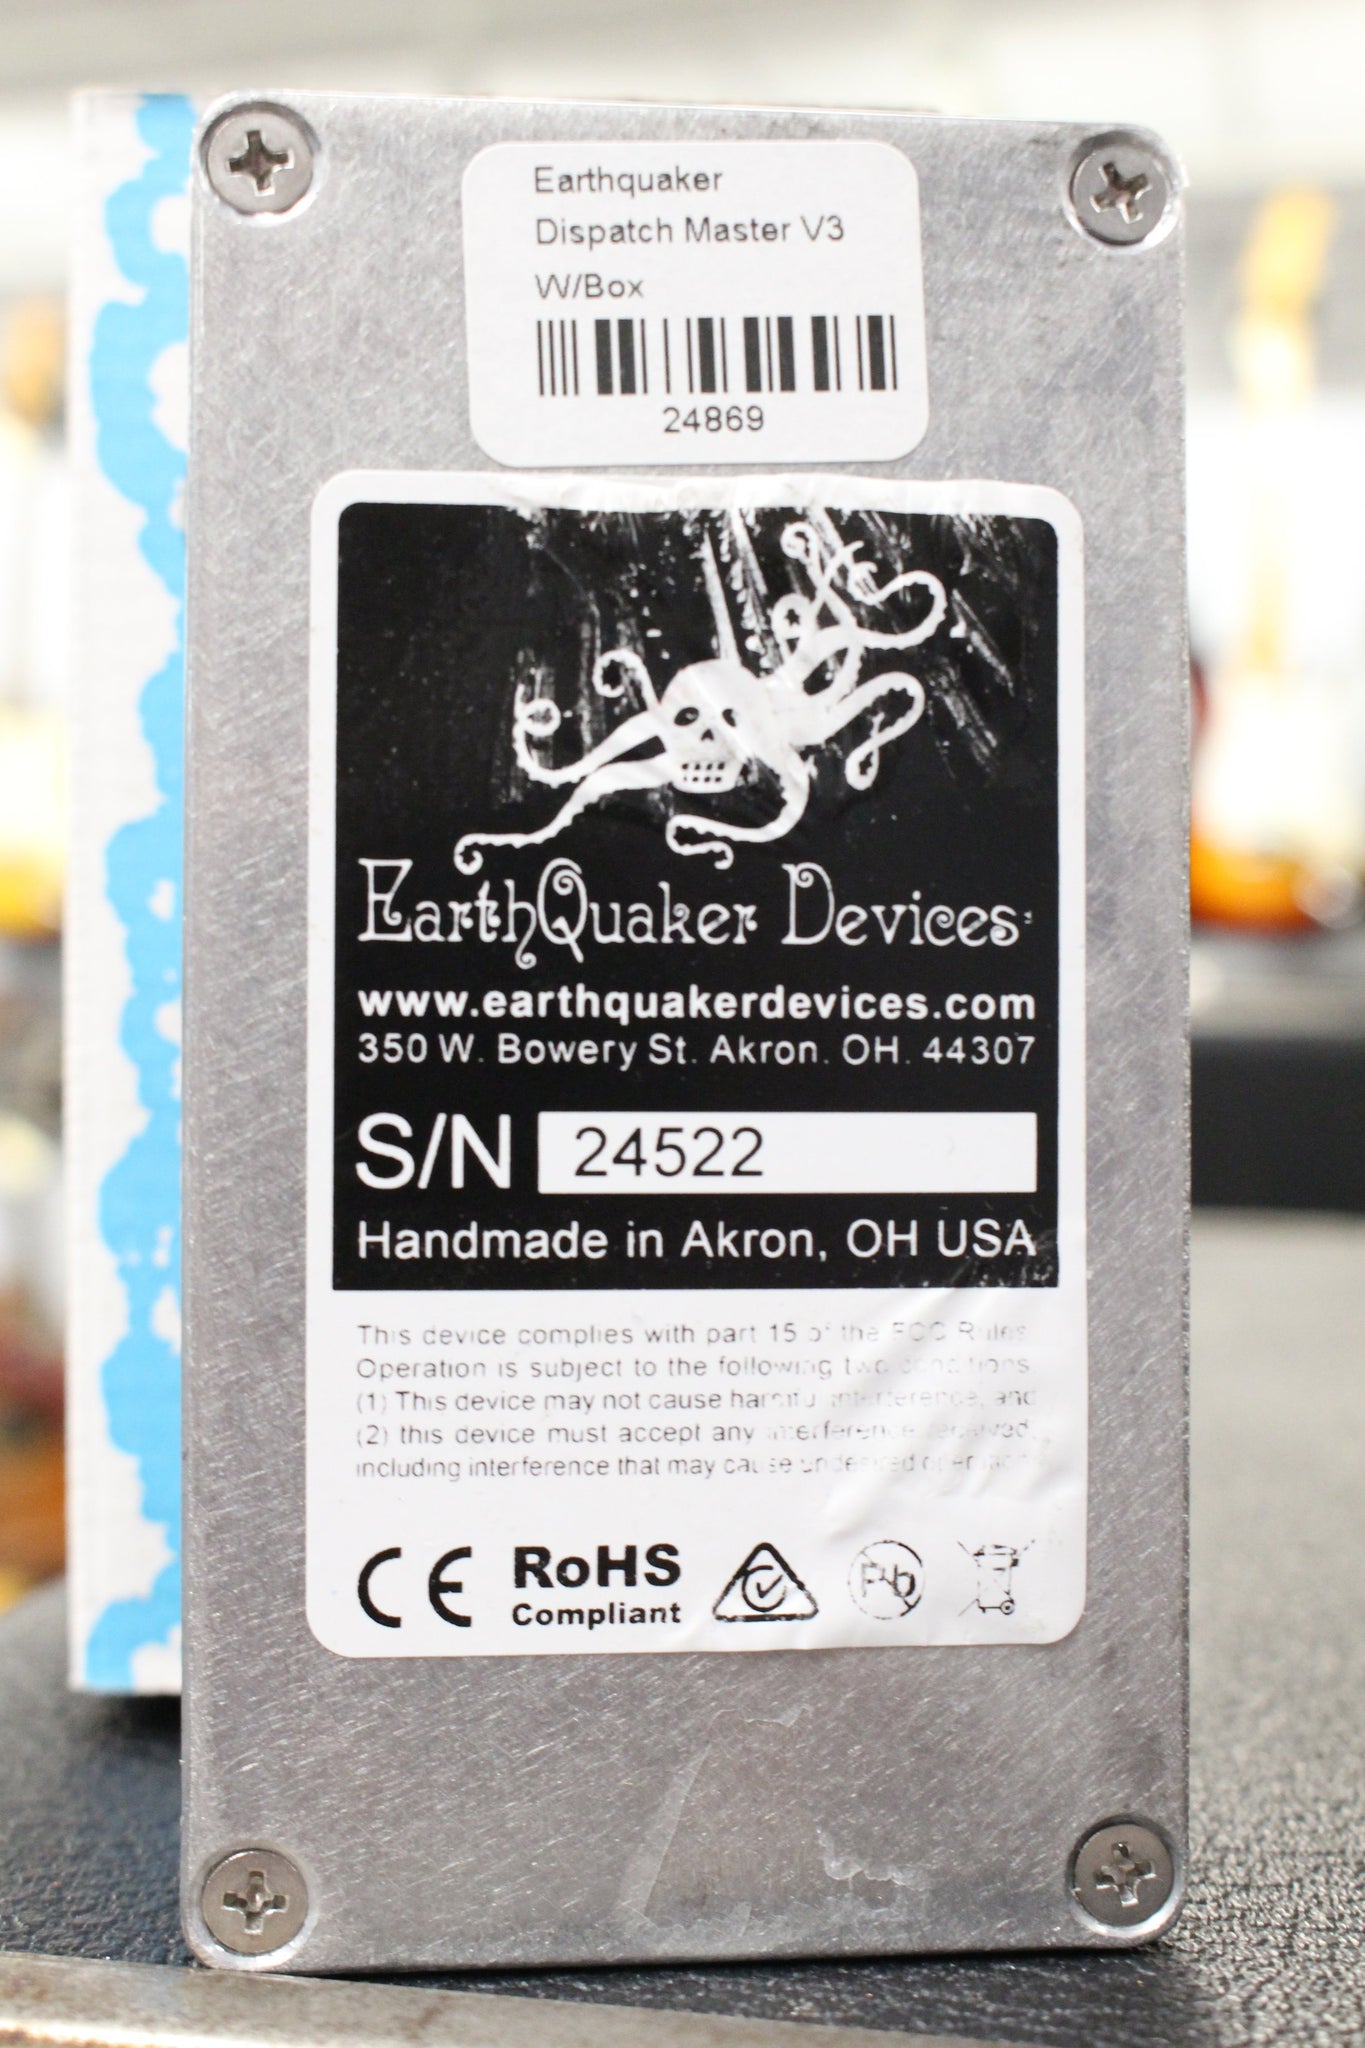 Earthquaker
Dispatch Master V3
W/Box
24869
EarthQuaker Devices
www.earthquakerdevices.com
350 W. Bowery St. Akron. OH. 44307
S/N 24522
Handmade in Akron, OH USA
This device complies with part 15 of the FCC Rules
Operation is subject to the following two conditions
(1) This device may not cause harmful interference, and
(2) this device must accept any interference received,
including interference that may cause undesired operation
CE RoHS
Compliant
Pb